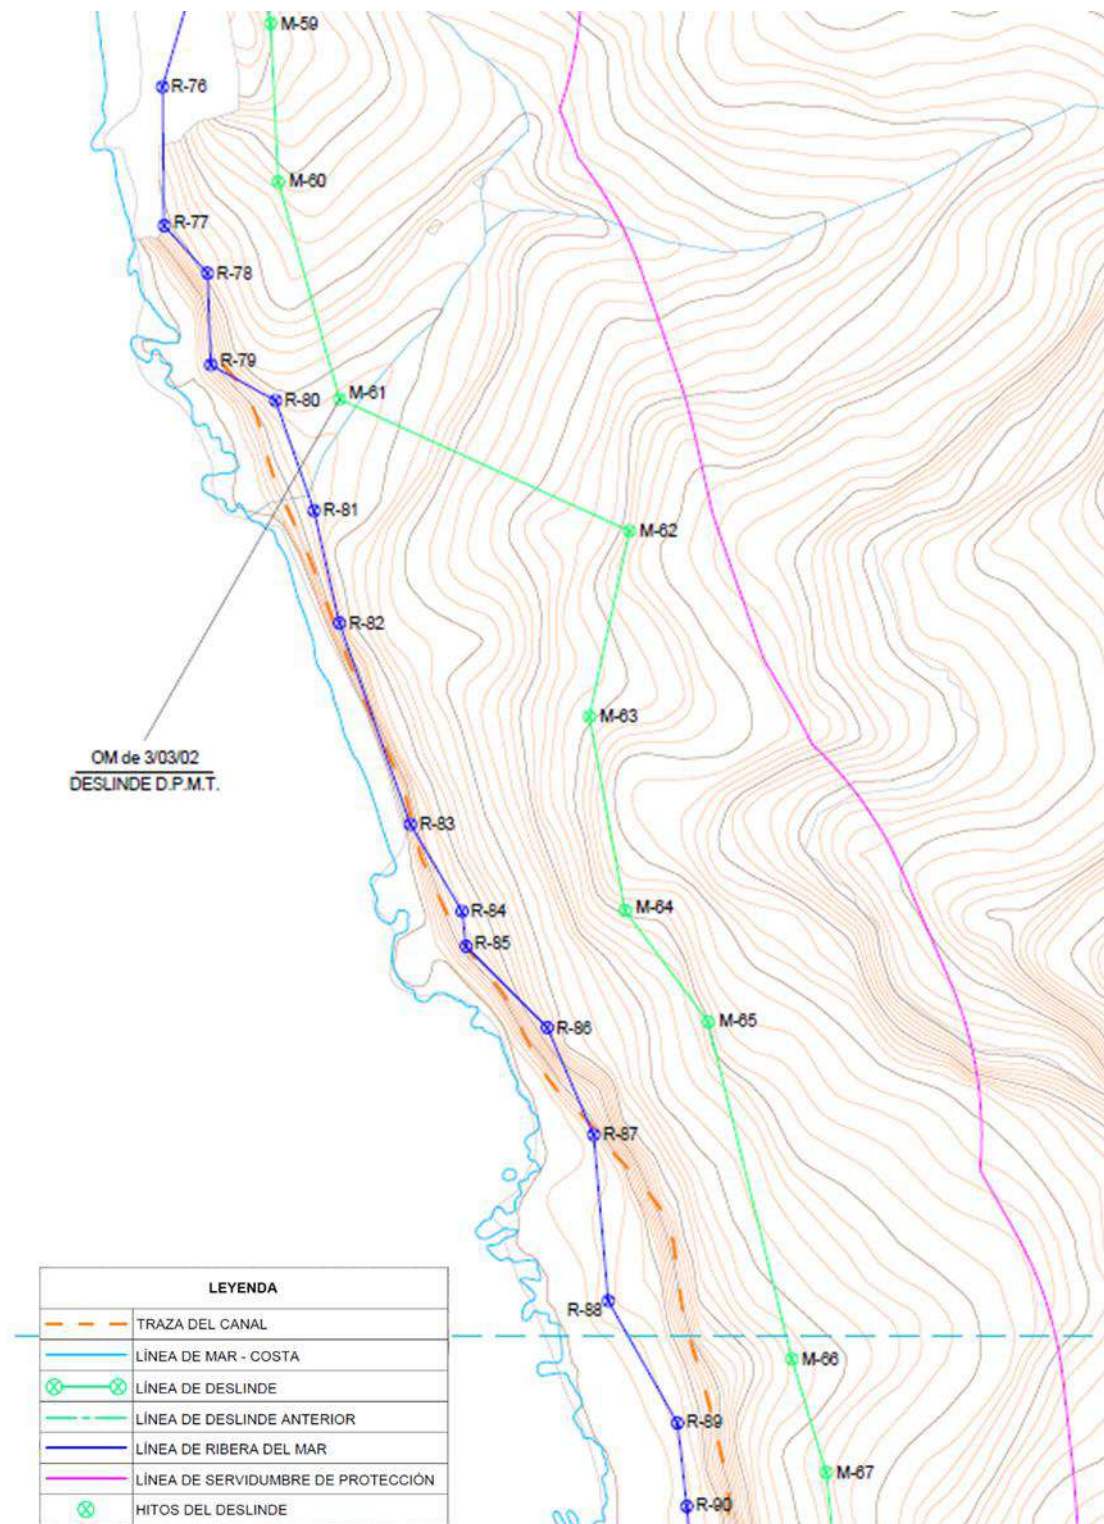 M-59
R-76
M-60
R-77
R-78
R-79
R-80
M-61
R-81
M-62
R-82
M-63
OM de 3/03/02
DESLINDE D.P.M.T.
R-83
R-84
M-64
R-85
M-65
R-86
R-87
R-88
M-66
R-89
M-67
R-90
LEYENDA
TRAZA DEL CANAL
LÍNEA DE MAR - COSTA
LÍNEA DE DESLINDE
LÍNEA DE DESLINDE ANTERIOR
LÍNEA DE RIBERA DEL MAR
LÍNEA DE SERVIDUMBRE DE PROTECCIÓN
HITOS DEL DESLINDE